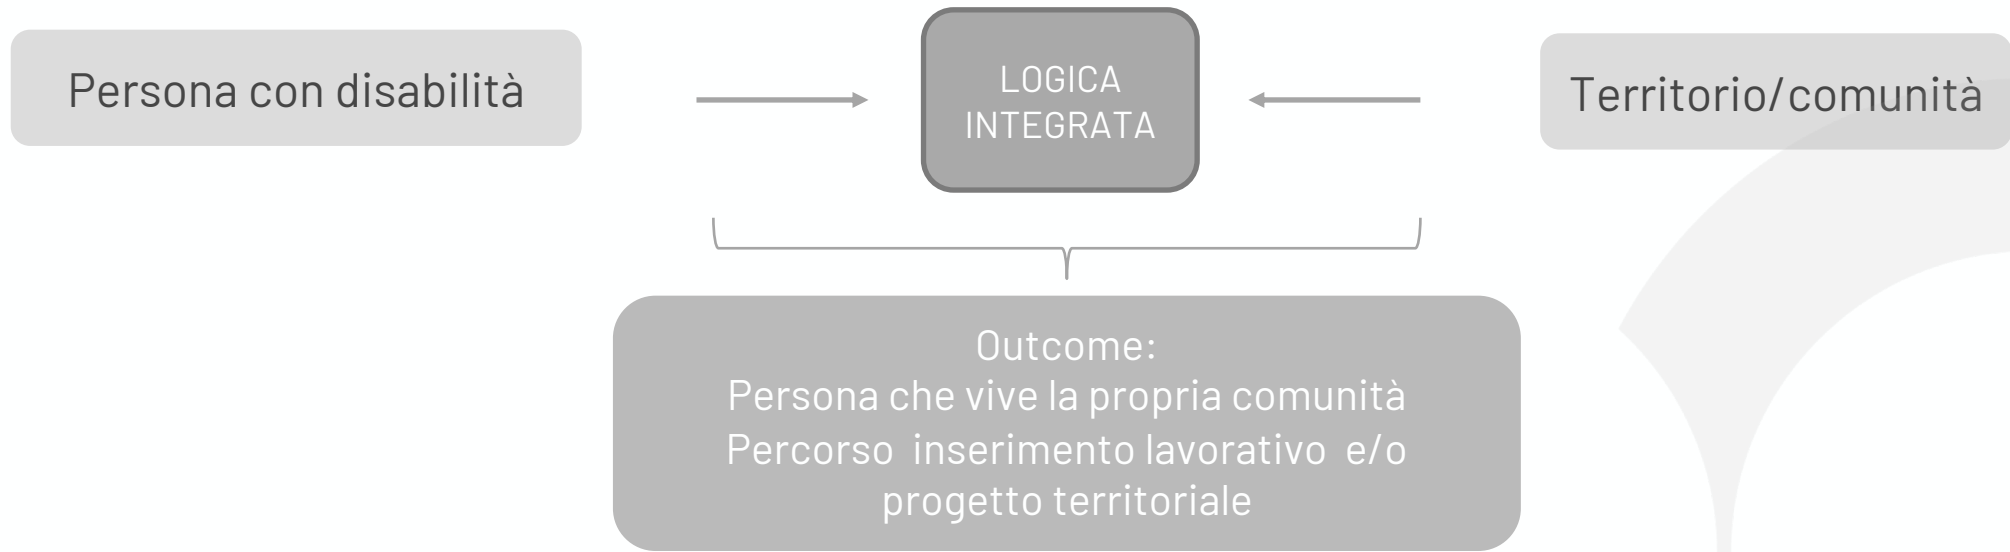 Persona con disabilità
LOGICA
INTEGRATA
Territorio/comunità
Outcome:
Persona che vive la propria comunità
Percorso  inserimento lavorativo  e/o
progetto territoriale